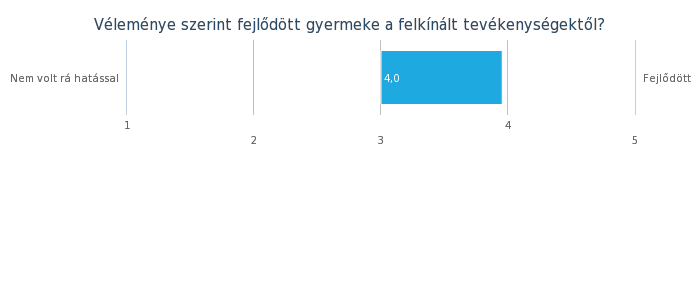 Véleménye szerint fejlődött gyermeke a felkínált tevékenységektől?
Nem volt rá hatással 4,0 Fejlődött
1 2 3 4 5